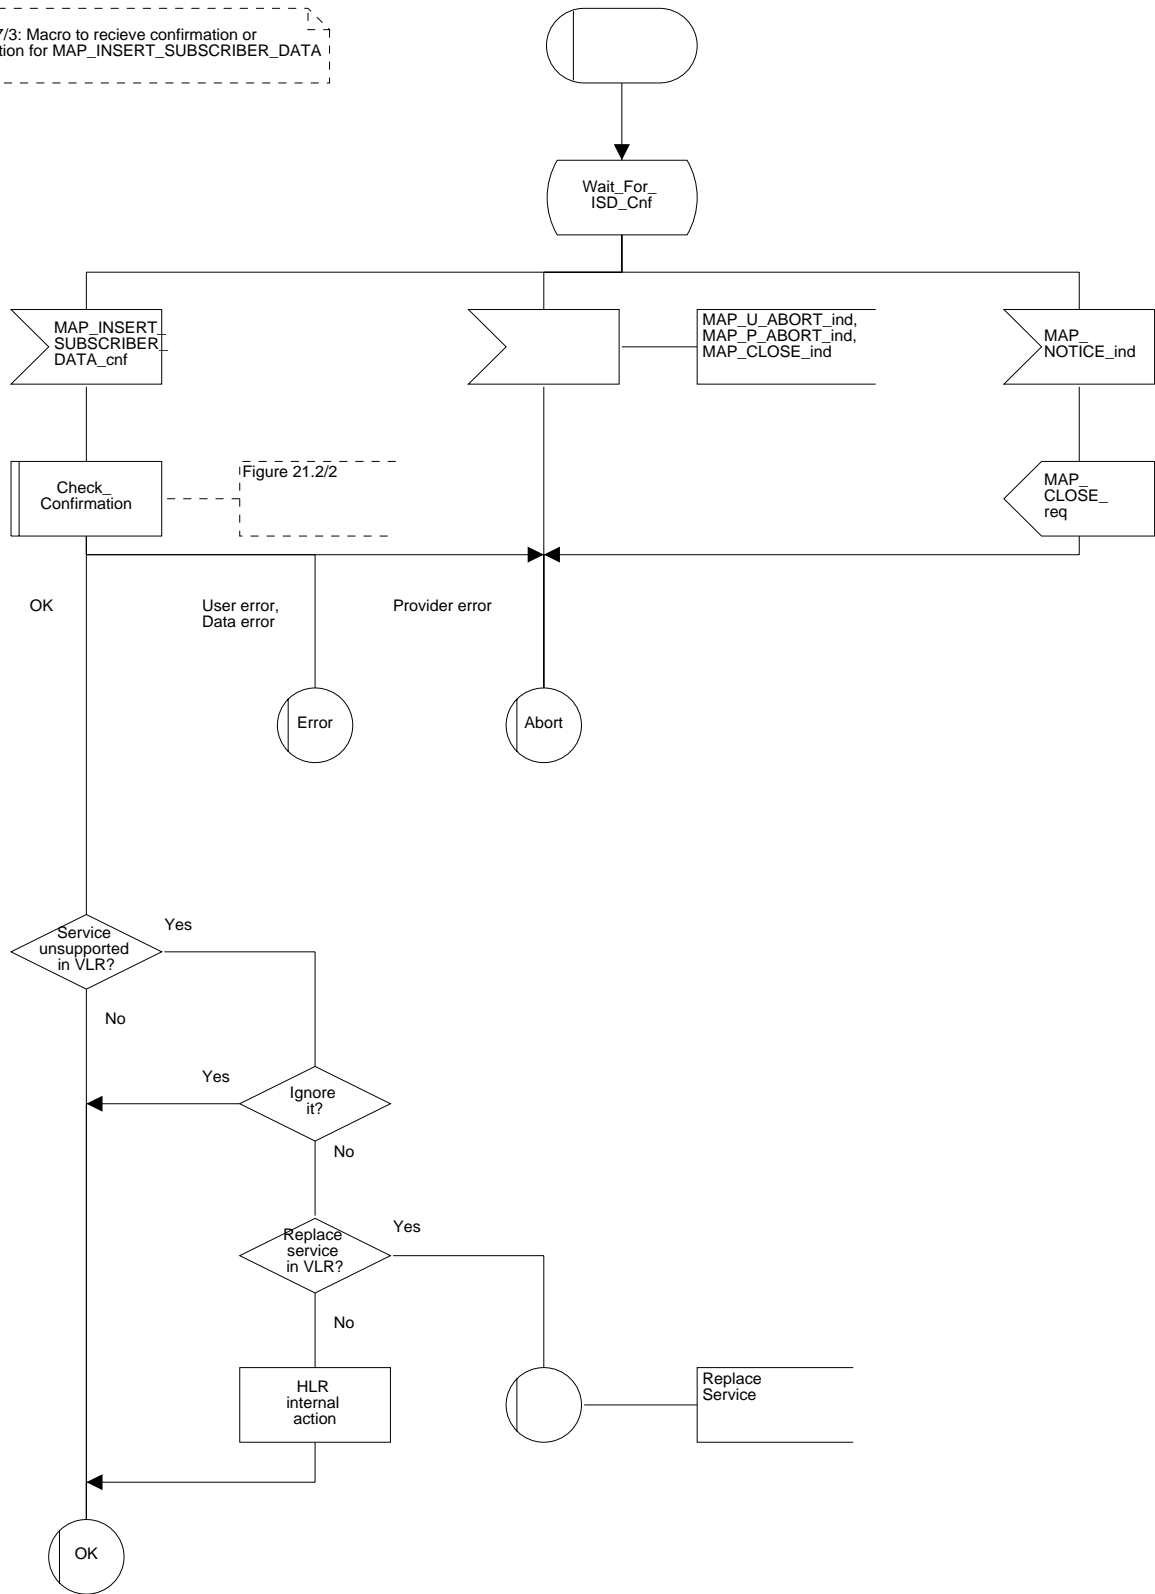 7/3: Macro to recieve confirmation or
tion for MAP_INSERT_SUBSCRIBER_DATA
Wait_For_
ISD_Cnf
MAP_INSERT_
SUBSCRIBER_
DATA_cnf
MAP_U_ABORT_ind,
MAP_P_ABORT_ind,
MAP_CLOSE_ind
MAP_
NOTICE_ind
Check_
Confirmation
Figure 21.2/2
MAP_
CLOSE_
req
OK
User error,
Data error
Provider error
Error
Abort
Service
unsupported
in VLR?
Yes
No
Yes
Ignore
it?
No
Replace
service
in VLR?
Yes
No
HLR
internal
action
Replace
Service
OK